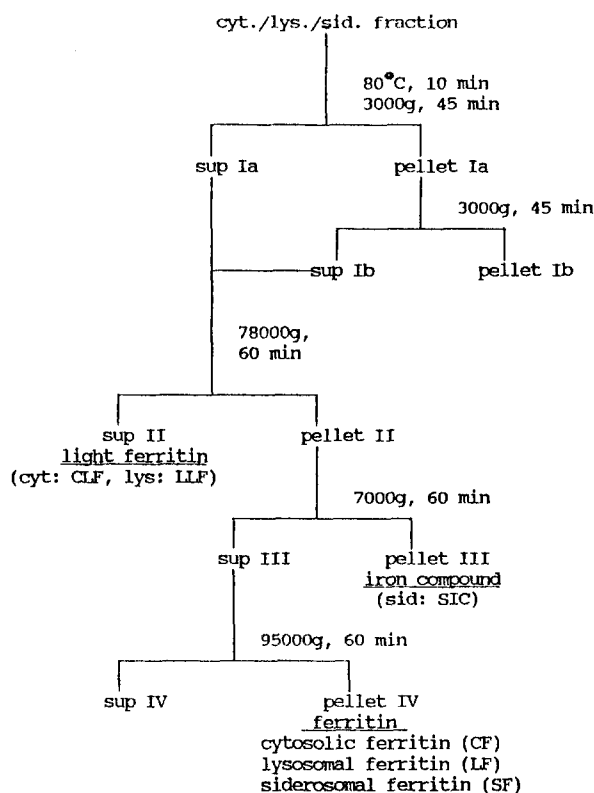 cyt./lys./sid. fraction
80°C, 10 min
3000g, 45 min
sup Ia
pellet Ia
3000g, 45 min
sup Ib
pellet Ib
78000g,
60 min
sup II
pellet II
light ferritin
(cyt: CLF, lys: LLF)
7000g, 60 min
sup III
pellet III
iron compound
(sid: SIC)
95000g, 60 min
sup IV
pellet IV
ferritin
cytosolic ferritin (CF)
lysosomal ferritin (LF)
siderosomal ferritin (SF)